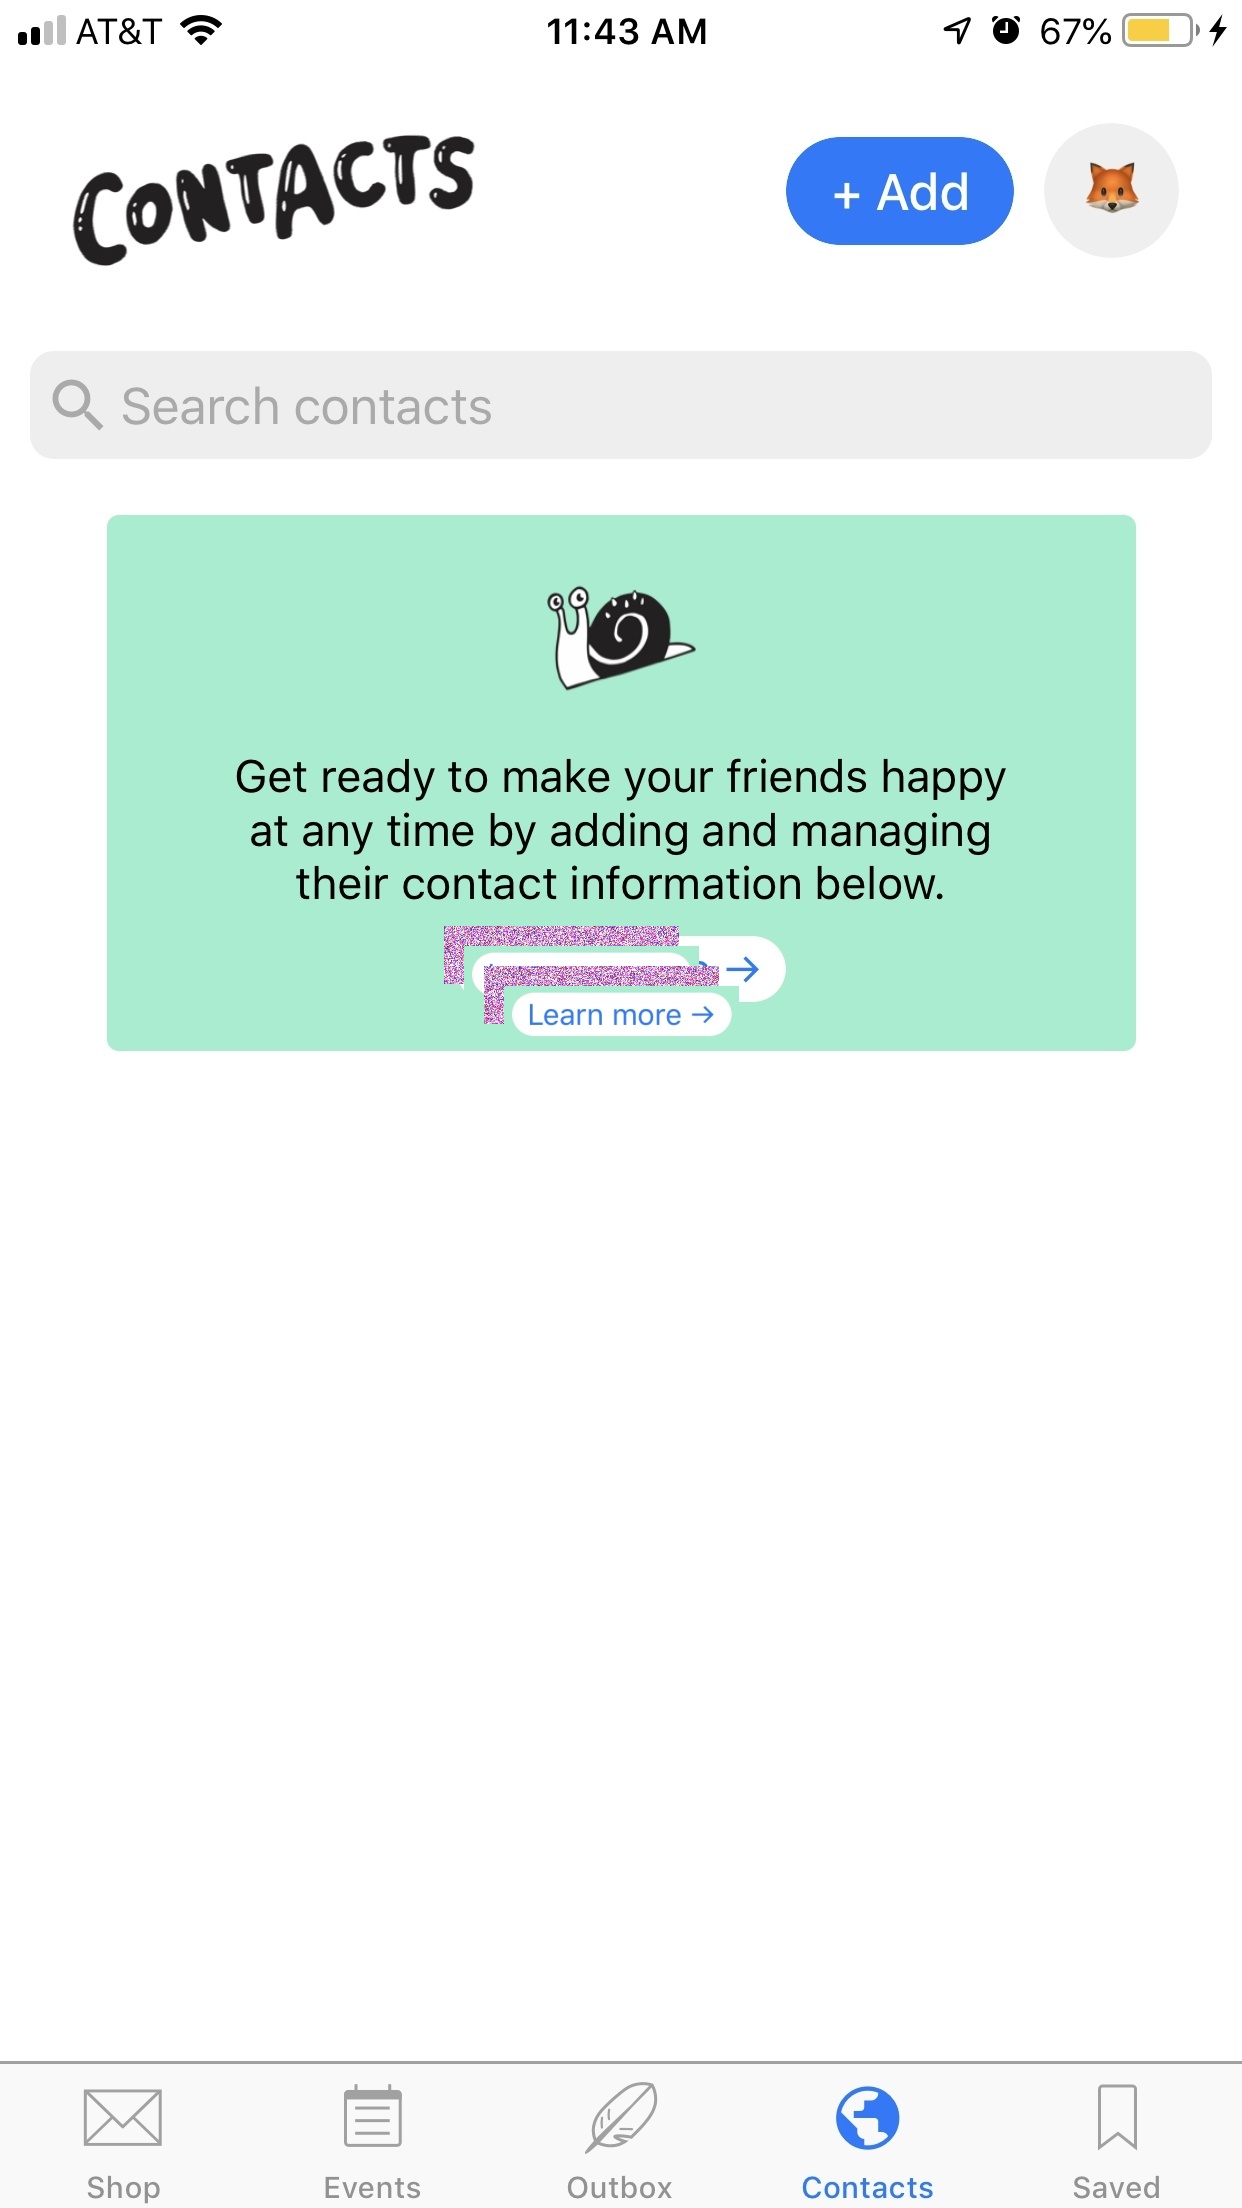 AT&T 11:43 AM 67%
CONTACTS
+ Add
Search contacts
Get ready to make your friends happy
at any time by adding and managing
their contact information below.
Learn more →
Shop Events Outbox Contacts Saved